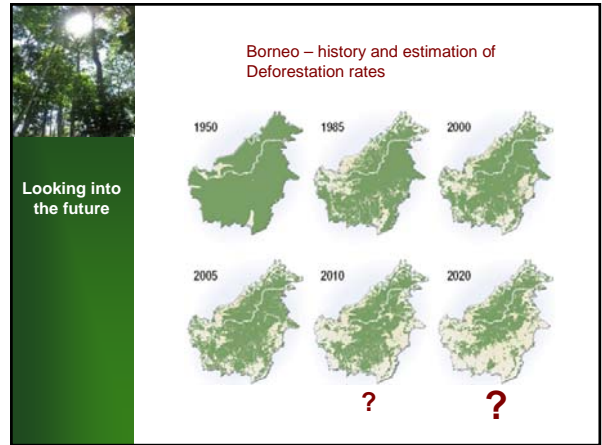 Borneo – history and estimation of
Deforestation rates
Looking into
the future
1950
1985
2000
2005
2010
2020
?
?